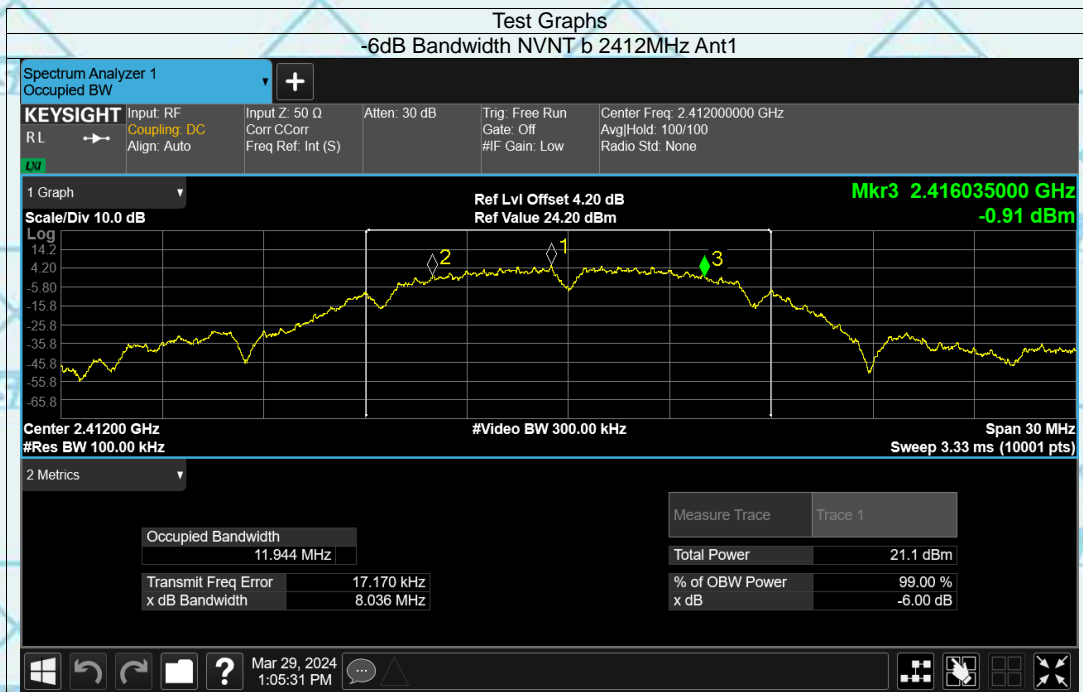 Test Graphs
-6dB Bandwidth NVNT b 2412MHz Ant1
Spectrum Analyzer 1
Occupied BW
+
KEYSIGHT Input: RF Input Z: 50 Ω Atten: 30 dB Trig: Free Run Center Freq: 2.412000000 GHz
RL Coupling: DC Corr CCorr Gate: Off Avg|Hold: 100/100
Align: Auto Freq Ref: Int (S) #IF Gain: Low Radio Std: None
LXI
1 Graph Ref Lvl Offset 4.20 dB Mkr3 2.416035000 GHz
Scale/Div 10.0 dB Ref Value 24.20 dBm -0.91 dBm
Log
14.2
4.20
-5.80
-15.8
-25.8
-35.8
-45.8
-55.8
-65.8
2 1 3
Center 2.41200 GHz #Video BW 300.00 kHz Span 30 MHz
#Res BW 100.00 kHz Sweep 3.33 ms (10001 pts)
2 Metrics
Measure Trace Trace 1
Occupied Bandwidth
11.944 MHz Total Power 21.1 dBm
Transmit Freq Error 17.170 kHz % of OBW Power 99.00 %
x dB Bandwidth 8.036 MHz x dB -6.00 dB
? Mar 29, 2024
1:05:31 PM